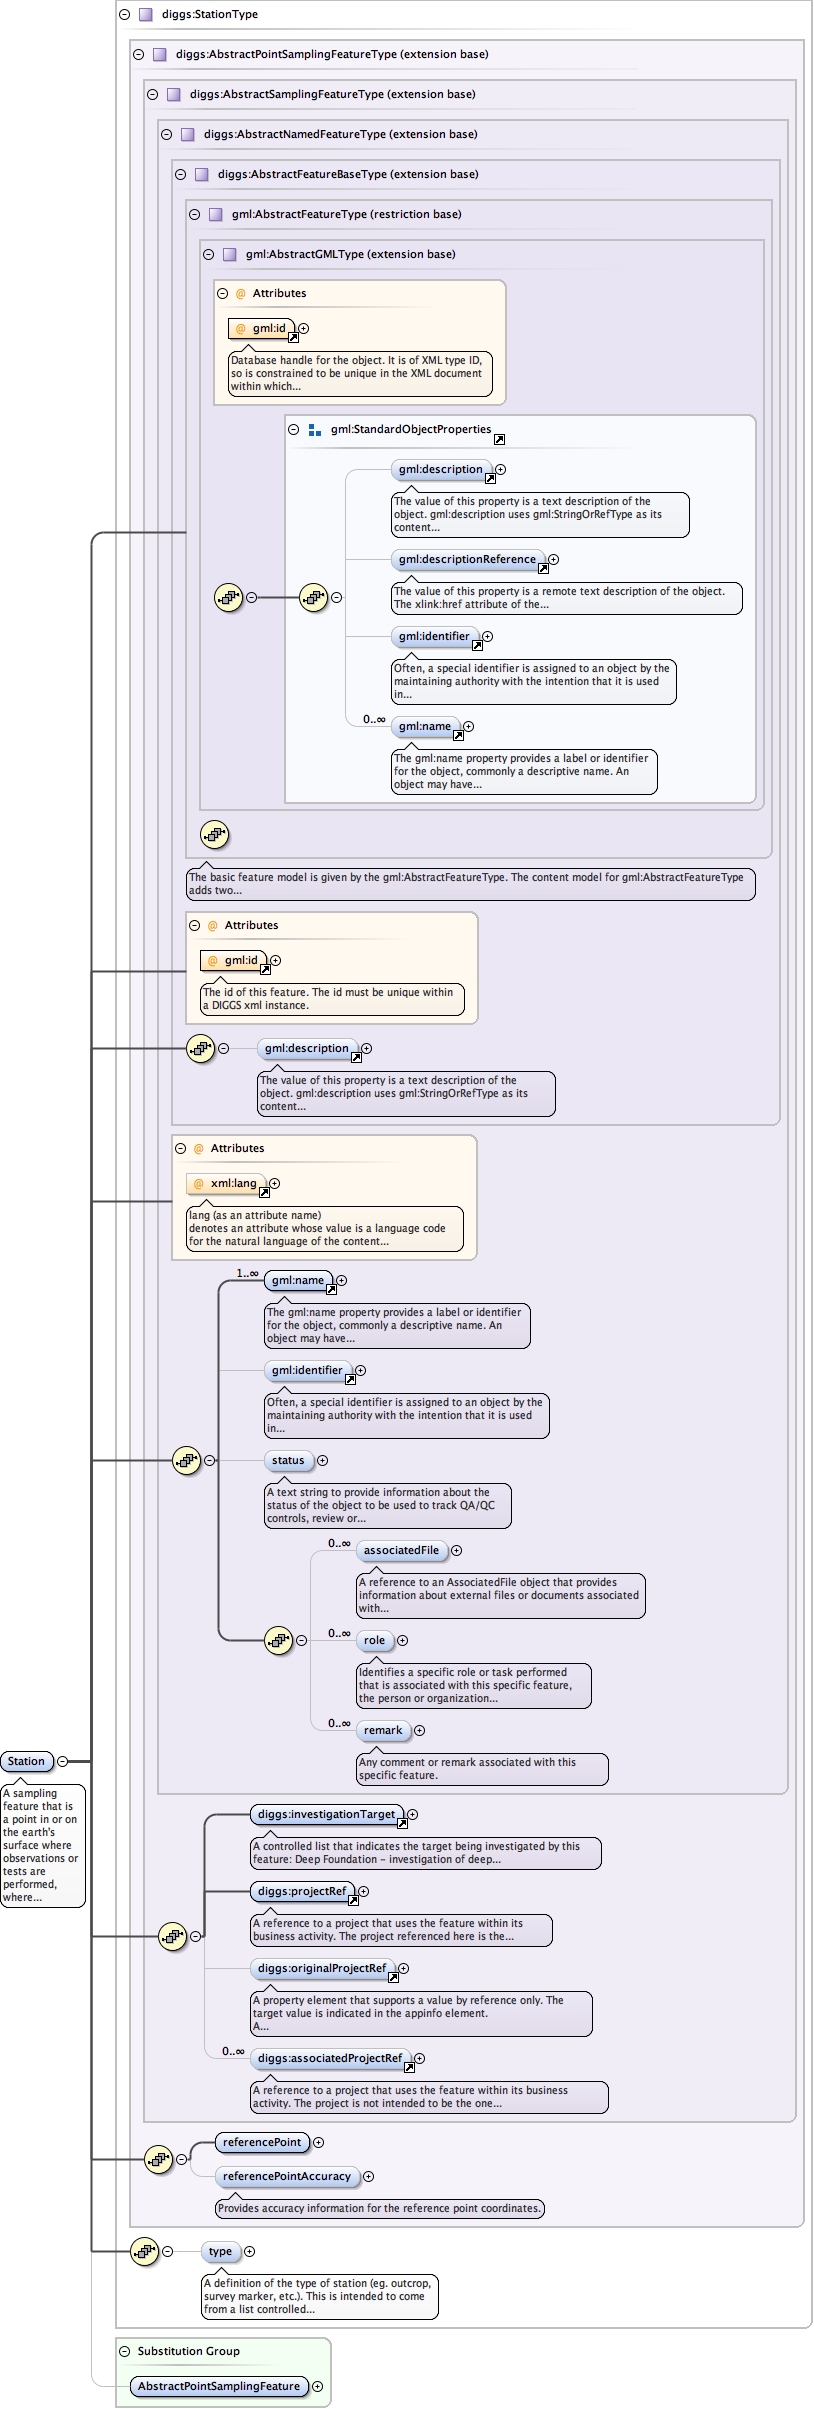 diggs:StationType
diggs:AbstractPointSamplingFeatureType (extension base)
diggs:AbstractSamplingFeatureType (extension base)
diggs:AbstractNamedFeatureType (extension base)
diggs:AbstractFeatureBaseType (extension base)
gml:AbstractFeatureType (restriction base)
gml:AbstractGMLType (extension base)
@ Attributes
@ gml:id
Database handle for the object. It is of XML type ID,
so is constrained to be unique in the XML document
within which...
gml:StandardObjectProperties
gml:description
The value of this property is a text description of the
object. gml:description uses gml:StringOrRefType as its
content...
gml:descriptionReference
The value of this property is a remote text description of the object.
The xlink:href attribute of the...
gml:identifier
Often, a special identifier is assigned to an object by the
maintaining authority with the intention that it is used
in...
0..∞
gml:name
The gml:name property provides a label or identifier
for the object, commonly a descriptive name. An
object may have...
The basic feature model is given by the gml:AbstractFeatureType. The content model for gml:AbstractFeatureType
adds two...
@ Attributes
@ gml:id
The id of this feature. The id must be unique within
a DIGGS xml instance.
gml:description
The value of this property is a text description of the
object. gml:description uses gml:StringOrRefType as its
content...
@ Attributes
@ xml:lang
lang (as an attribute name)
denotes an attribute whose value is a language code
for the natural language of the content...
1..∞
gml:name
The gml:name property provides a label or identifier
for the object, commonly a descriptive name. An
object may have...
gml:identifier
Often, a special identifier is assigned to an object by the
maintaining authority with the intention that it is used
in...
status
A text string to provide information about the
status of the object to be used to track QA/QC
controls, review or...
0..∞
associatedFile
A reference to an AssociatedFile object that provides
information about external files or documents associated
with...
0..∞
role
Identifies a specific role or task performed
that is associated with this specific feature,
the person or organization...
0..∞
remark
Any comment or remark associated with this
specific feature.
Station
A sampling
feature that is
a point in or on
the earth's
surface where
observations or
tests are
performed,
where...
diggs:investigationTarget
A controlled list that indicates the target being investigated by this
feature: Deep Foundation – investigation of deep...
diggs:projectRef
A reference to a project that uses the feature within its
business activity. The project referenced here is the...
diggs:originalProjectRef
A property element that supports a value by reference only. The
target value is indicated in the appinfo element.
A...
0..∞
diggs:associatedProjectRef
A reference to a project that uses the feature within its business
activity. The project is not intended to be the one...
referencePoint
referencePointAccuracy
Provides accuracy information for the reference point coordinates.
type
A definition of the type of station (eg. outcrop,
survey marker, etc.). This is intended to come
from a list controlled...
Substitution Group
AbstractPointSamplingFeature